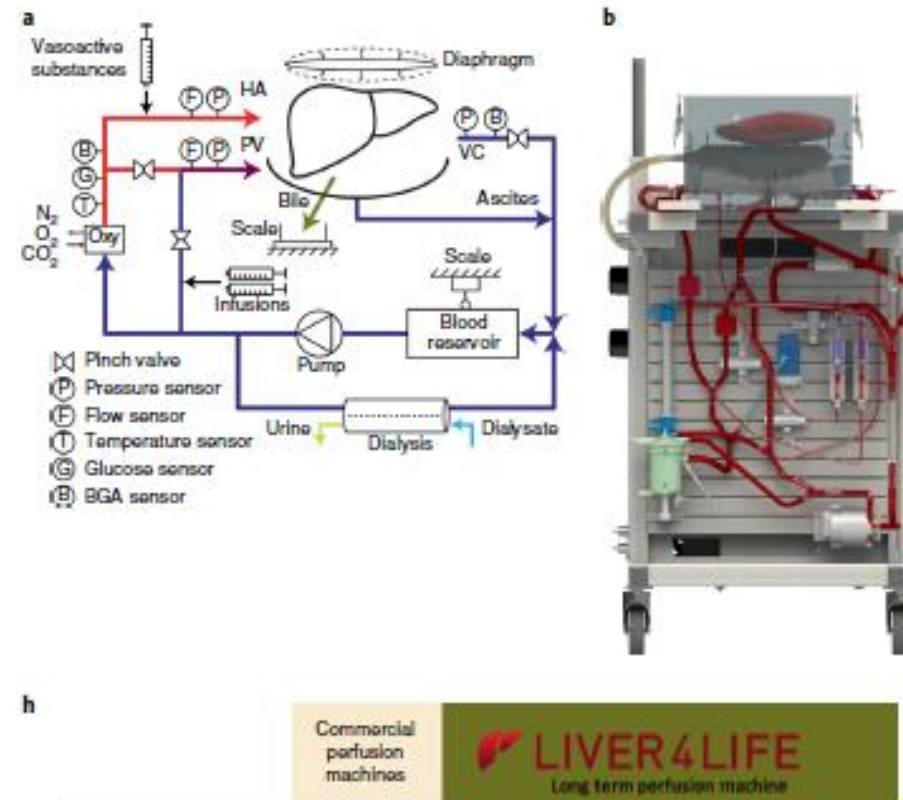 a
b
Vasoactive
substances
HA
Diaphragm
F
P
B
G
T
F
P
PV
P
B
VC
Bile
Ascites
N2
O2
CO2
Oxy
Scale
Scale
Infusions
Blood
reservoir
Pump
Urine
Dialysis
Dialysate
Pinch valve
P Pressure sensor
F Flow sensor
T Temperature sensor
G Glucose sensor
B BGA sensor
h
Commercial
perfusion
machines
LIVER4LIFE
Long term perfusion machine